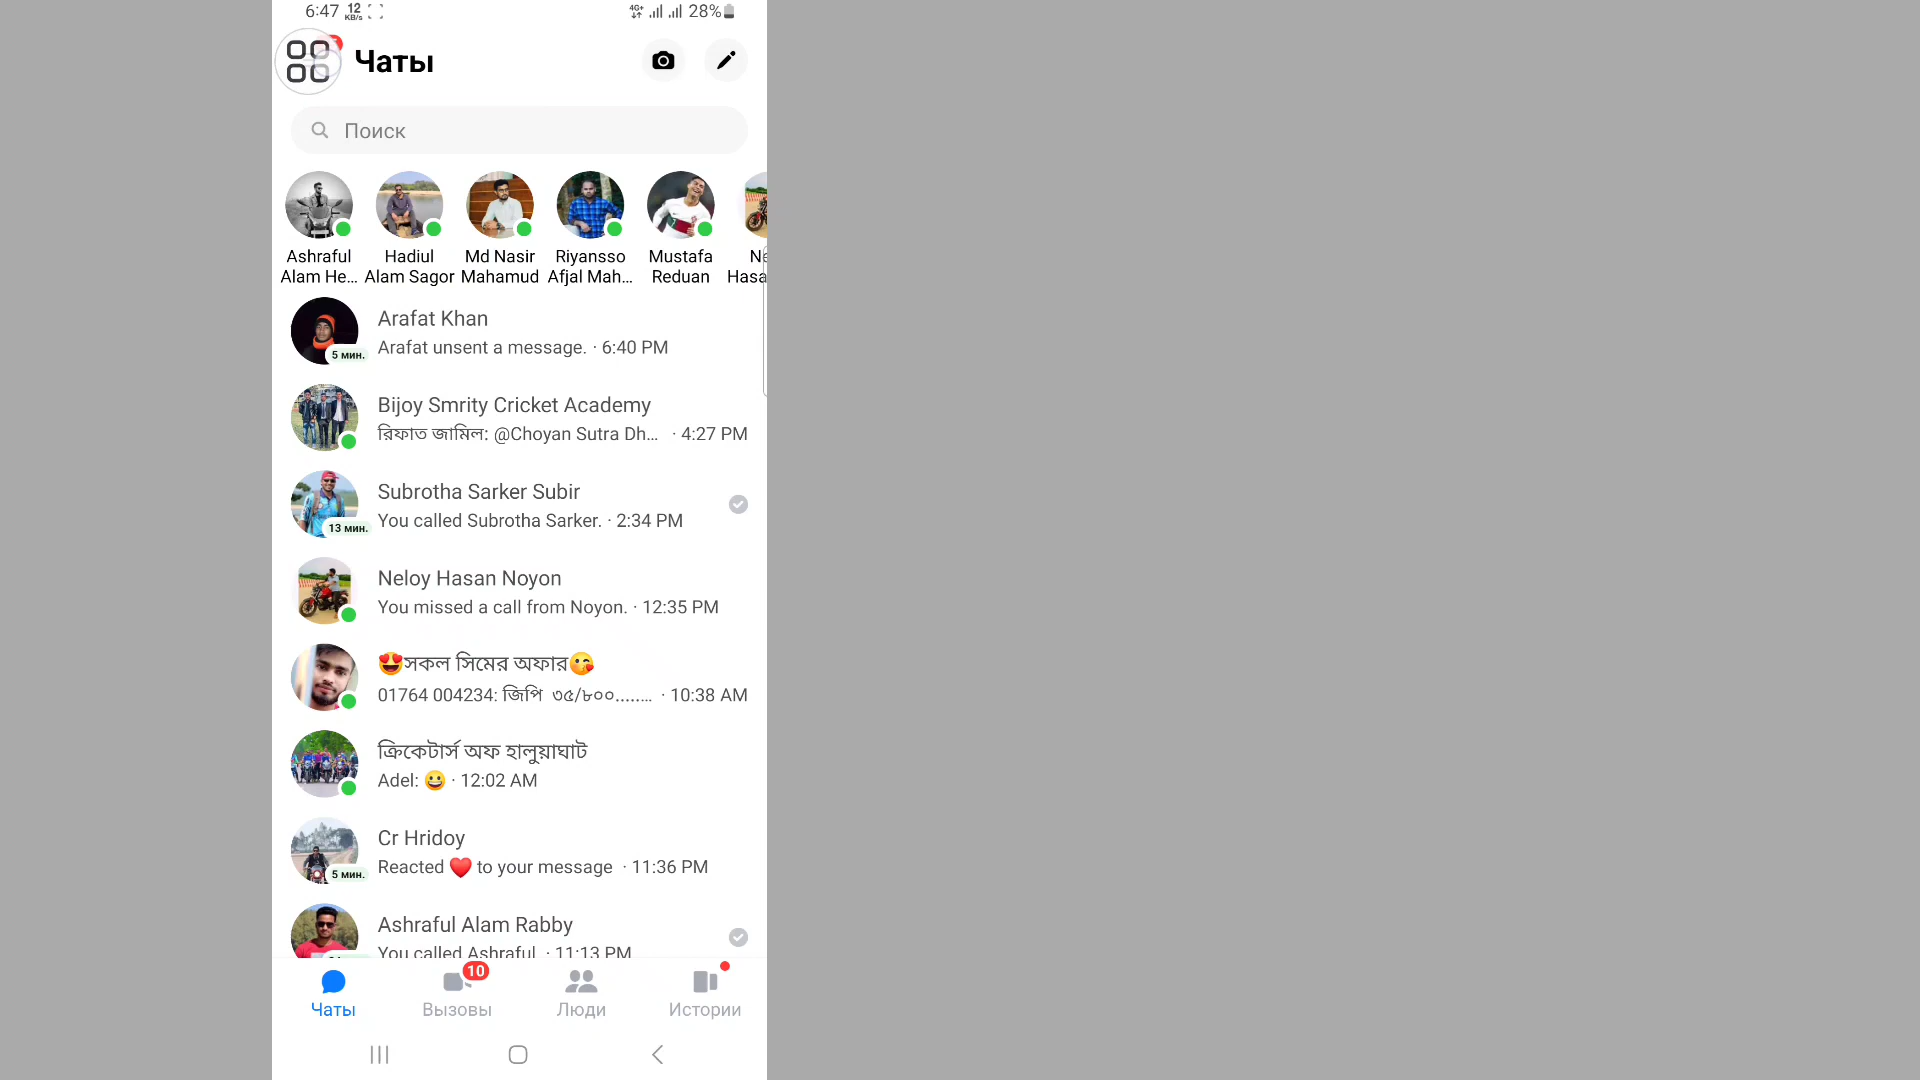 6:47 12 KB/s 4G+ 28%
Чаты
Поиск
Ashraful Alam He...
Hadiul Alam Sagor
Md Nasir Mahamud
Riyansso Afjal Mah...
Mustafa Reduan
Arafat Khan
Arafat unsent a message. · 6:40 PM
5 мин.
Bijoy Smrity Cricket Academy
রিফাত জামিল: @Choyan Sutra Dh... · 4:27 PM
Subrotha Sarker Subir
You called Subrotha Sarker. · 2:34 PM
13 мин.
Neloy Hasan Noyon
You missed a call from Noyon. · 12:35 PM
😍সকল সিমের অফার😘
01764 004234: জিপি ৩৫/৮০০........ · 10:38 AM
ক্রিকেটার্স অফ হালুয়াঘাট
Adel: 😀 · 12:02 AM
Cr Hridoy
Reacted ❤️ to your message · 11:36 PM
5 мин.
Ashraful Alam Rabby
You called Ashraful. · 11:13 PM
10
Чаты Вызовы Люди Истории